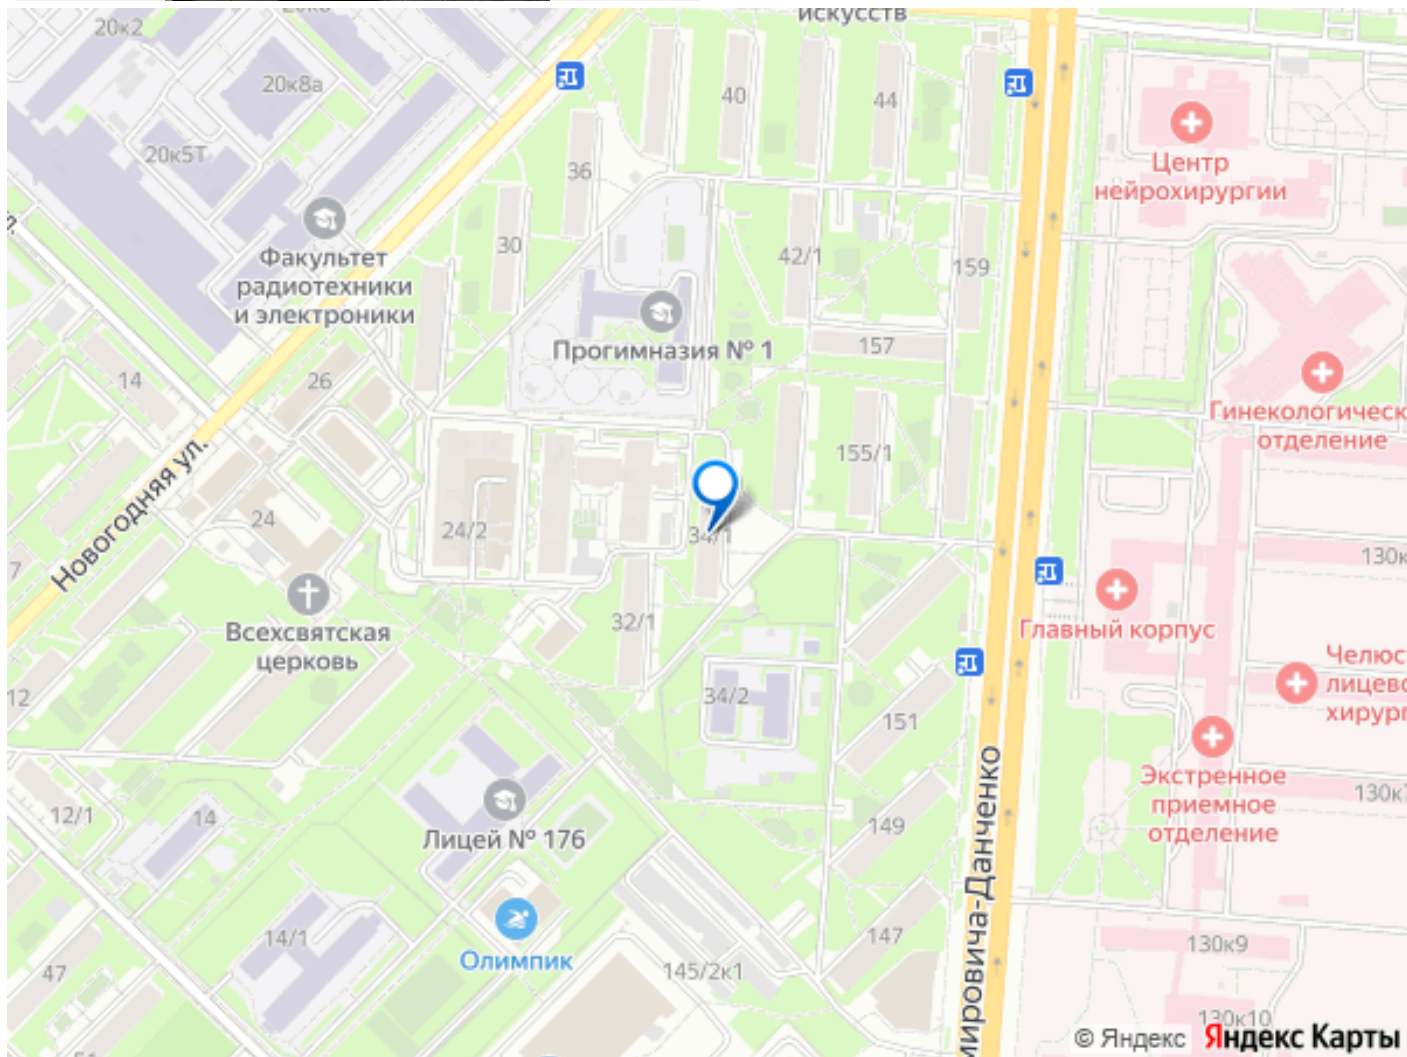 искусств
20к2
20к8а
40
44
20к5Т
36
Центр
нейрохирургии
Факультет
радиотехники
и электроники
30
42/1
159
Прогимназия № 1
157
14
26
Гинекологическ
отделение
155/1
Новогодняя ул.
24
24/2
34/1
130к
Всехсвятская
церковь
32/1
Главный корпус
Челюс
лицево
хирург
12
34/2
151
Экстренное
приемное
отделение
130к7
12/1
14
149
Лицей № 176
мировича-Данченко
14/1
Олимпик
147
130к9
47
145/2к1
130к10
© Яндекс
Яндекс Карты